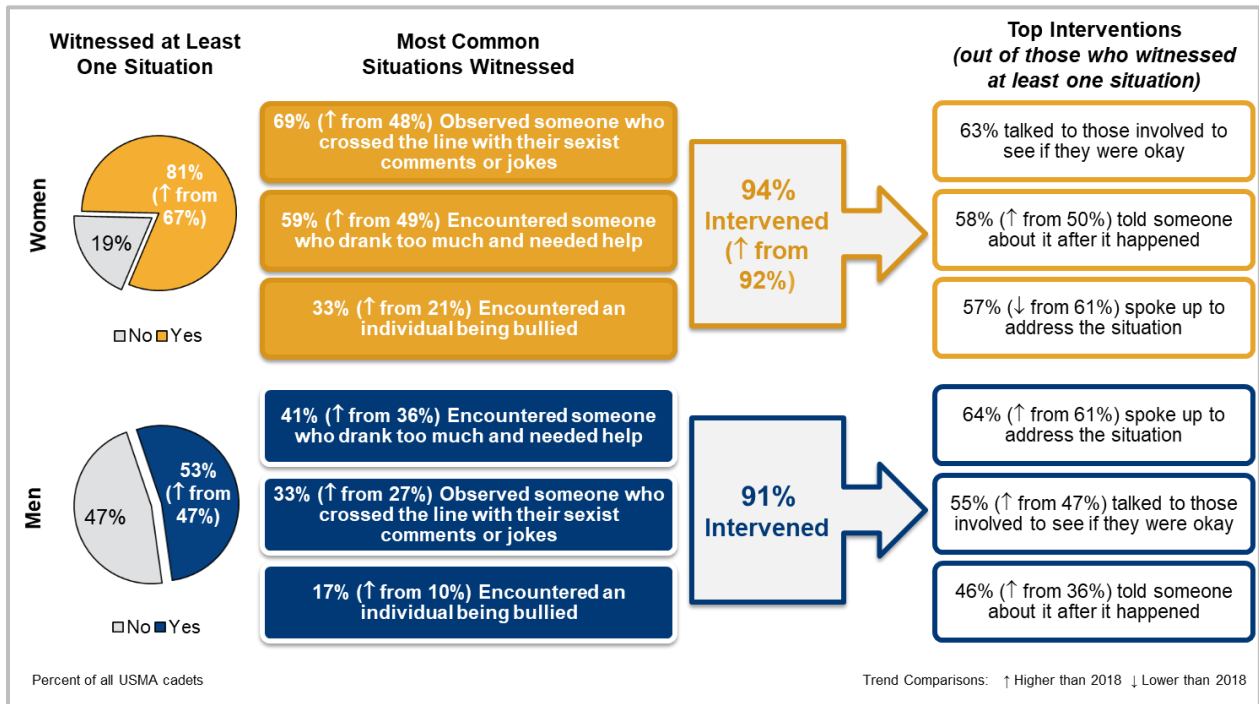 Witnessed at Least
One Situation
Most Common
Situations Witnessed
Top Interventions
(out of those who witnessed
at least one situation)
Women
81%
(↑ from
67%)
19%
No Yes
69% (↑ from 48%) Observed someone who
crossed the line with their sexist
comments or jokes
59% (↑ from 49%) Encountered someone
who drank too much and needed help
33% (↑ from 21%) Encountered an
individual being bullied
94%
Intervened
(↑ from
92%)
63% talked to those involved to
see if they were okay
58% (↑ from 50%) told someone
about it after it happened
57% (↓ from 61%) spoke up to
address the situation
Men
53%
(↑ from
47%)
47%
No Yes
41% (↑ from 36%) Encountered someone
who drank too much and needed help
33% (↑ from 27%) Observed someone who
crossed the line with their sexist
comments or jokes
17% (↑ from 10%) Encountered an
individual being bullied
91%
Intervened
64% (↑ from 61%) spoke up to
address the situation
55% (↑ from 47%) talked to those
involved to see if they were okay
46% (↑ from 36%) told someone
about it after it happened
Percent of all USMA cadets
Trend Comparisons: ↑ Higher than 2018 ↓ Lower than 2018